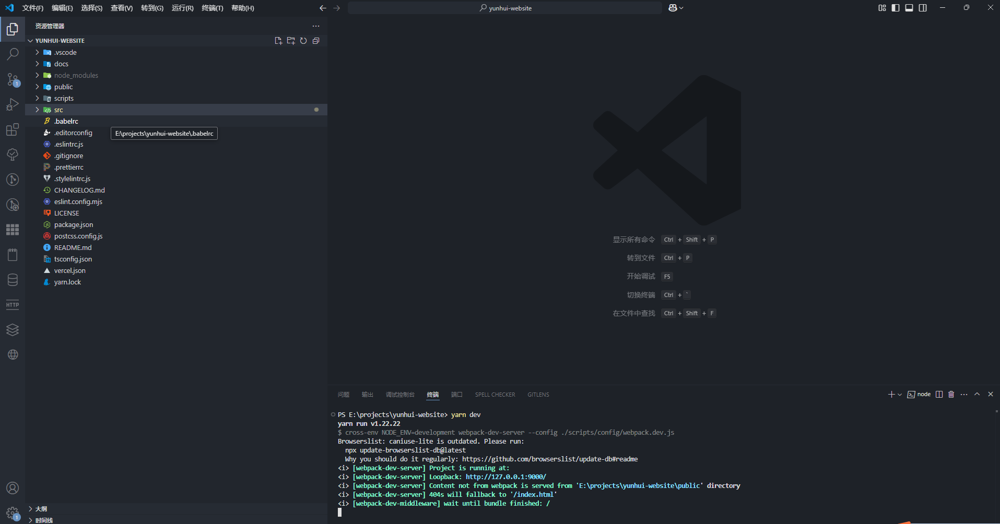 文件(F) 编辑(E) 选择(S) 查看(V) 转到(G) 运行(R) 终端(T) 帮助(H)
yunhui-website
资源管理器
YUNHUI-WEBSITE
.vscode
docs
node_modules
public
scripts
src
.babelrc
.editorconfig
E:\projects\yunhui-website\.babelrc
.eslintrc.js
.gitignore
.prettierrc
.stylelintrc.js
CHANGELOG.md
eslint.config.mjs
LICENSE
package.json
postcss.config.js
README.md
tsconfig.json
vercel.json
yarn.lock
1
HTTP
1
大纲
时间线
显示所有命令 Ctrl + Shift + P
转到文件 Ctrl + P
开始调试 F5
切换终端 Ctrl + `
在文件中查找 Ctrl + Shift + F
问题 输出 调试控制台 终端 端口 SPELL CHECKER GITLENS
node
PS E:\projects\yunhui-website> yarn dev
yarn run v1.22.22
$ cross-env NODE_ENV=development webpack-dev-server --config ./scripts/config/webpack.dev.js
Browserslist: caniuse-lite is outdated. Please run:
npx update-browserslist-db@latest
Why you should do it regularly: https://github.com/browserslist/update-db#readme
<i> [webpack-dev-server] Project is running at:
<i> [webpack-dev-server] Loopback: http://127.0.0.1:9000/
<i> [webpack-dev-server] Content not from webpack is served from 'E:\projects\yunhui-website\public' directory
<i> [webpack-dev-server] 404s will fallback to '/index.html'
<i> [webpack-dev-middleware] wait until bundle finished: /